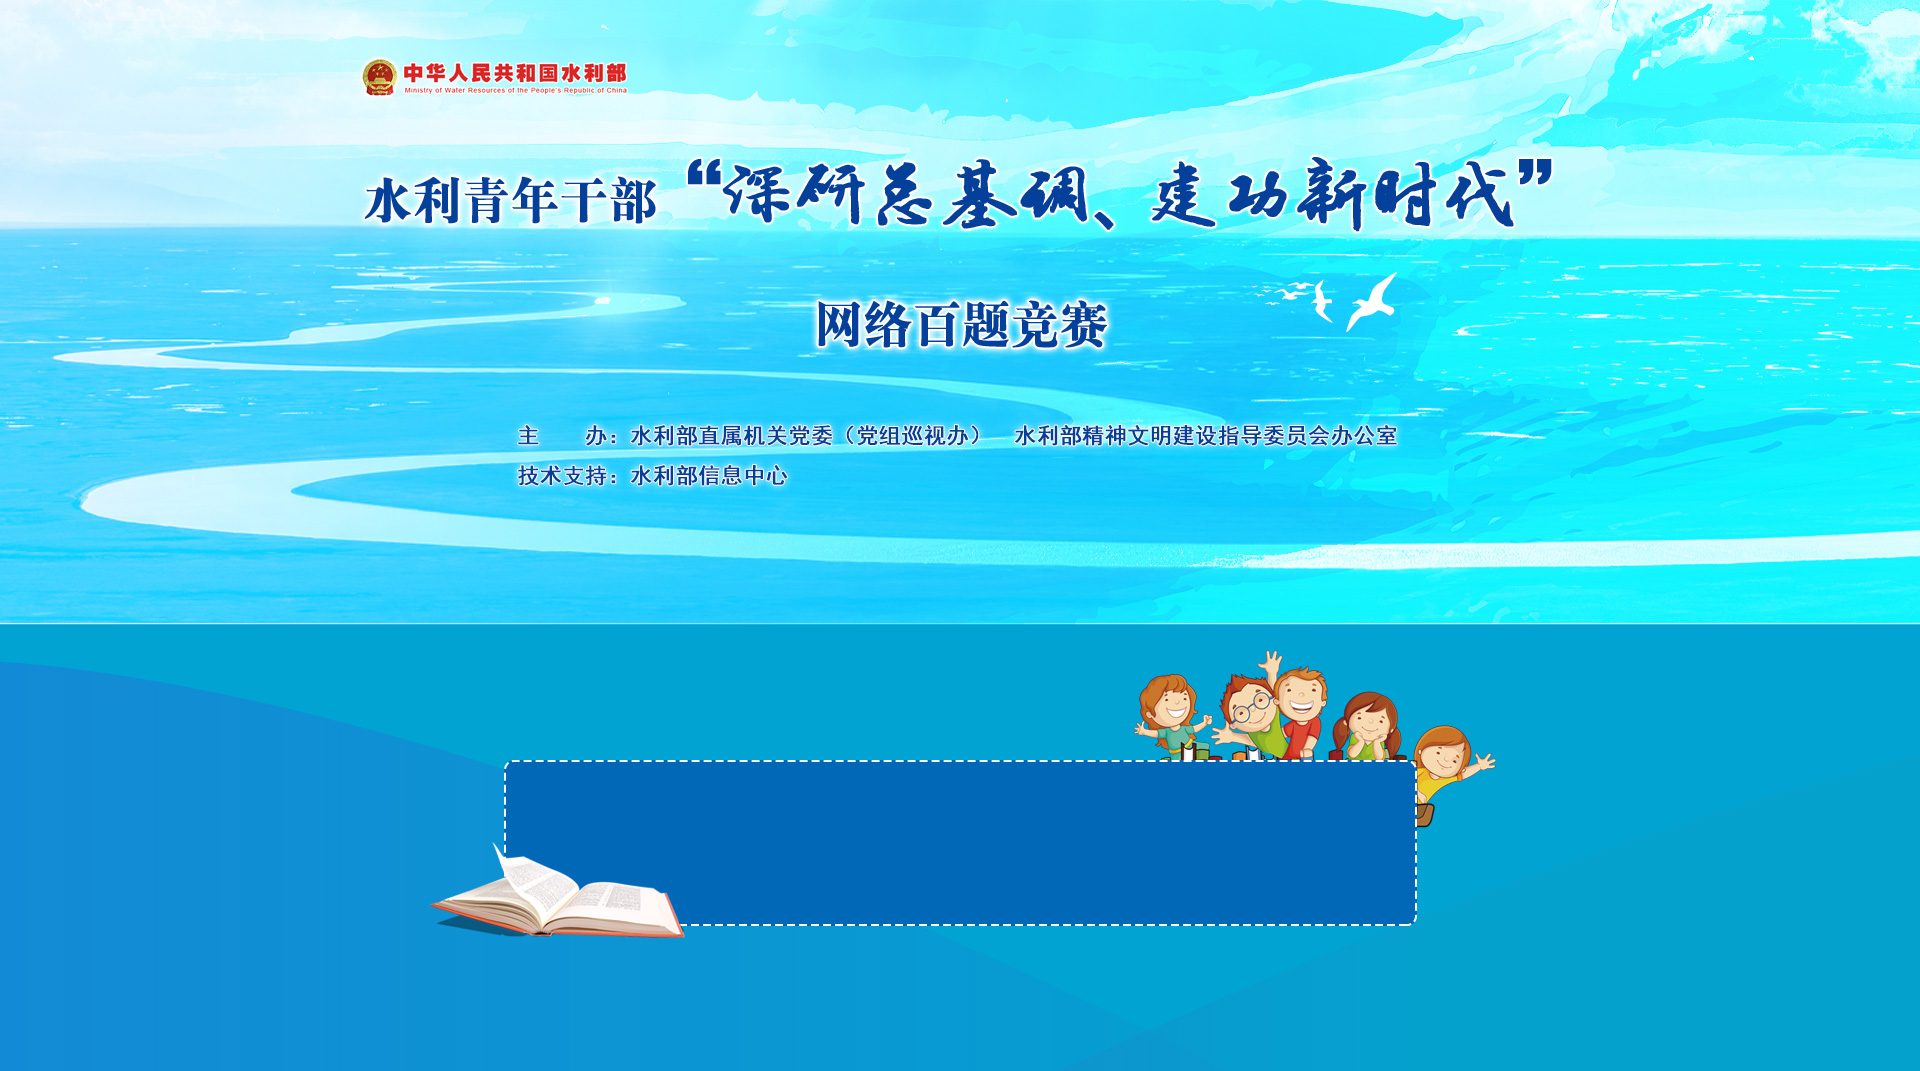 中华人民共和国水利部
Ministry of Water Resources of the People's Republic of China
水利青年干部“深研总基调、建功新时代”
网络百题竞赛
主　　办：水利部直属机关党委（党组巡视办）　水利部精神文明建设指导委员会办公室
技术支持：水利部信息中心